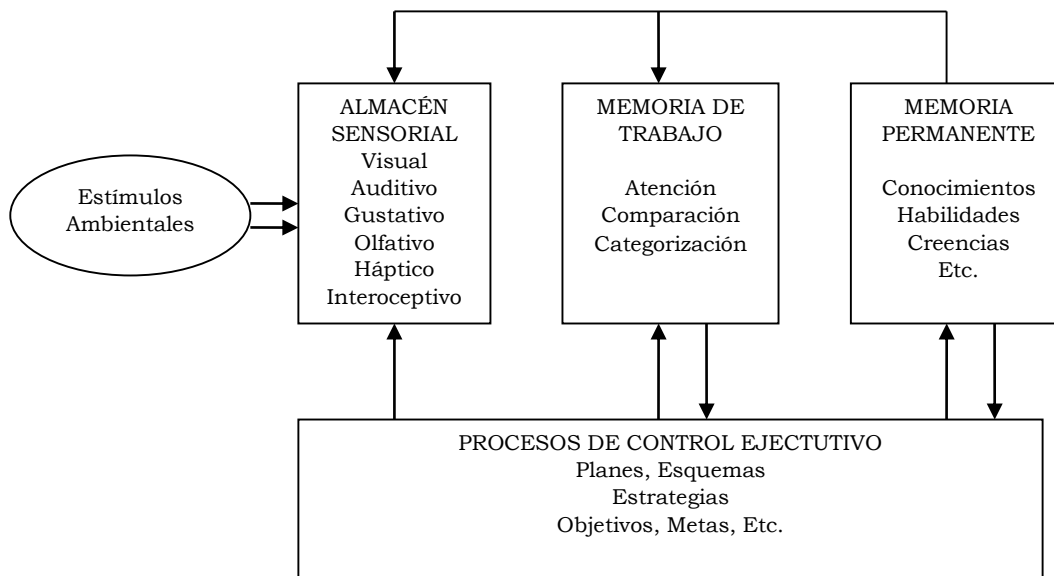 Estímulos
Ambientales
ALMACÉN
SENSORIAL
Visual
Auditivo
Gustativo
Olfativo
Háptico
Interoceptivo
MEMORIA DE
TRABAJO
Atención
Comparación
Categorización
MEMORIA
PERMANENTE
Conocimientos
Habilidades
Creencias
Etc.
PROCESOS DE CONTROL EJECTUTIVO
Planes, Esquemas
Estrategias
Objetivos, Metas, Etc.